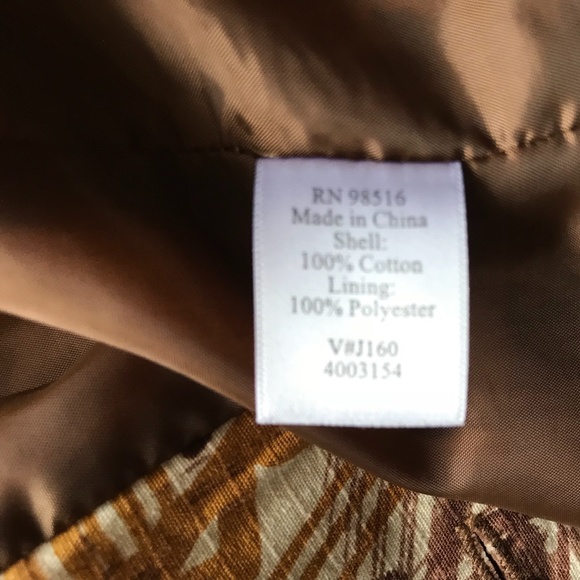 RN 98516
Made in China
Shell:
100% Cotton
Lining:
100% Polyester
V#J160
4003154